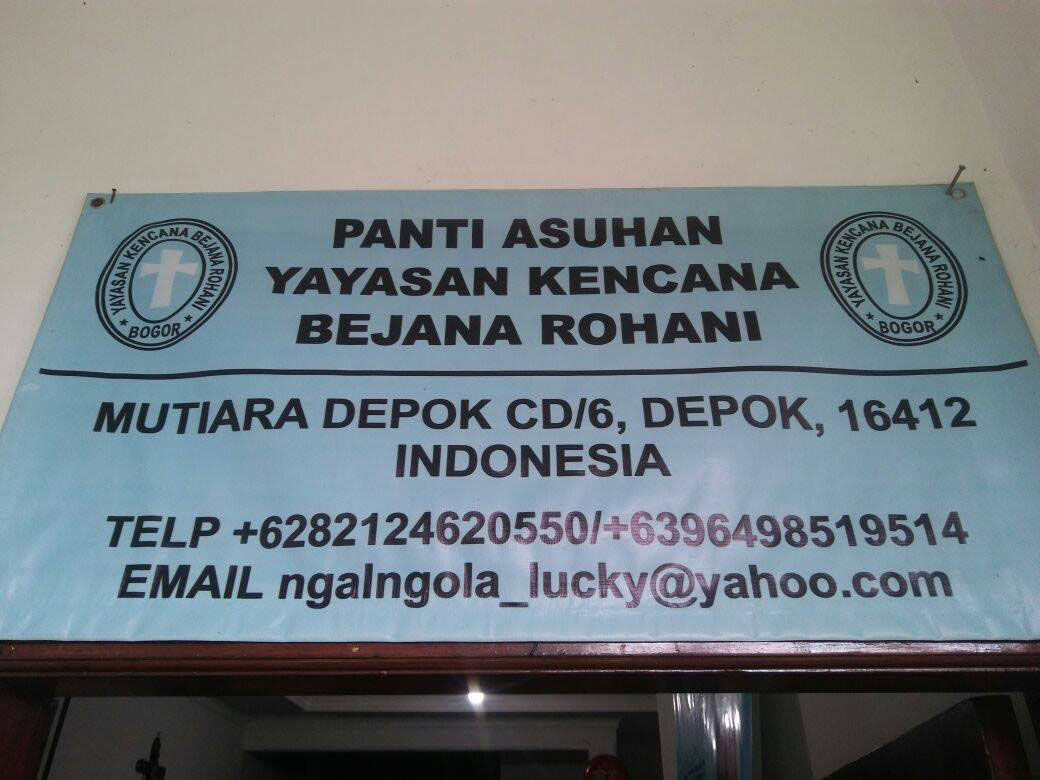 PANTI ASUHAN
YAYASAN KENCANA
BEJANA ROHANI
YAYASAN KENCANA BEJANA ROHANI
★ BOGOR ★
YAYASAN KENCANA BEJANA ROHANI
★ BOGOR ★
MUTIARA DEPOK CD/6, DEPOK, 16412
INDONESIA
TELP +6282124620550/+6396498519514
EMAIL ngalngola_lucky@yahoo.com